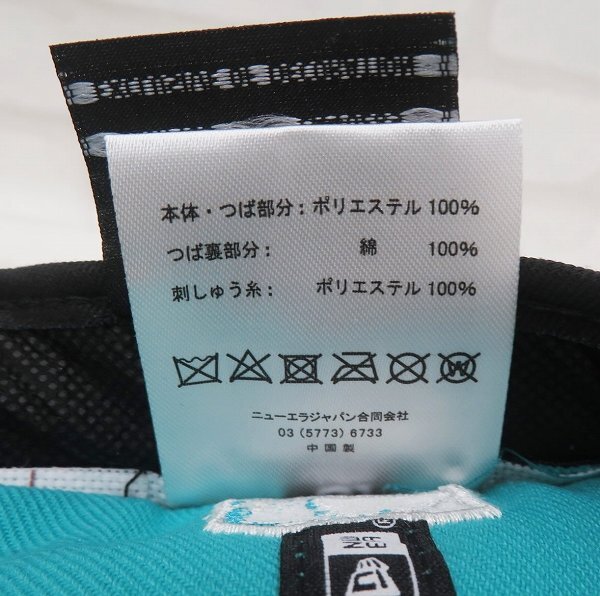 本体・つば部分：ポリエステル 100%
つば裏部分：　綿　100%
刺しゅう糸：　ポリエステル 100%
ニューエラジャパン合同会社
03 (5773) 6733
中国製